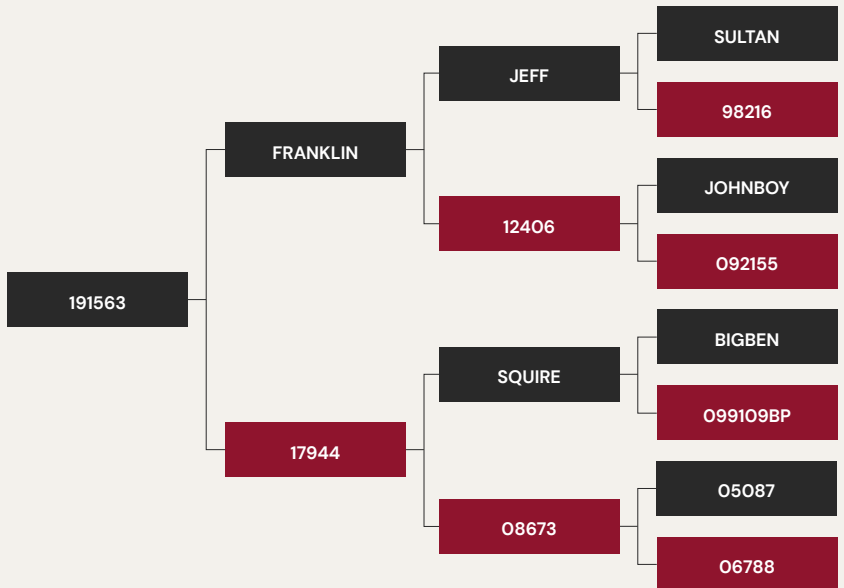 SULTAN
JEFF
98216
FRANKLIN
JOHNBOY
12406
092155
191563
BIGBEN
SQUIRE
099109BP
17944
05087
08673
06788